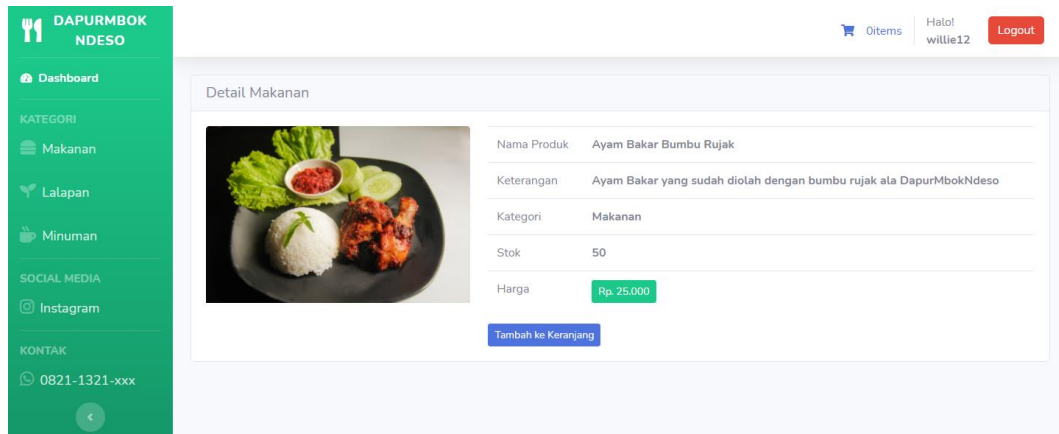 DAPURMBOK
NDESO
Dashboard
KATEGORI
Makanan
Lalapan
Minuman
SOCIAL MEDIA
Instagram
KONTAK
0821-1321-xxx
0items
Halo!
willie12
Logout
Detail Makanan
Nama Produk Ayam Bakar Bumbu Rujak
Keterangan Ayam Bakar yang sudah diolah dengan bumbu rujak ala DapurMbokNdeso
Kategori Makanan
Stok 50
Harga Rp. 25.000
Tambah ke Keranjang